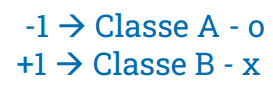 -1 → Classe A - o
+1 → Classe B - x